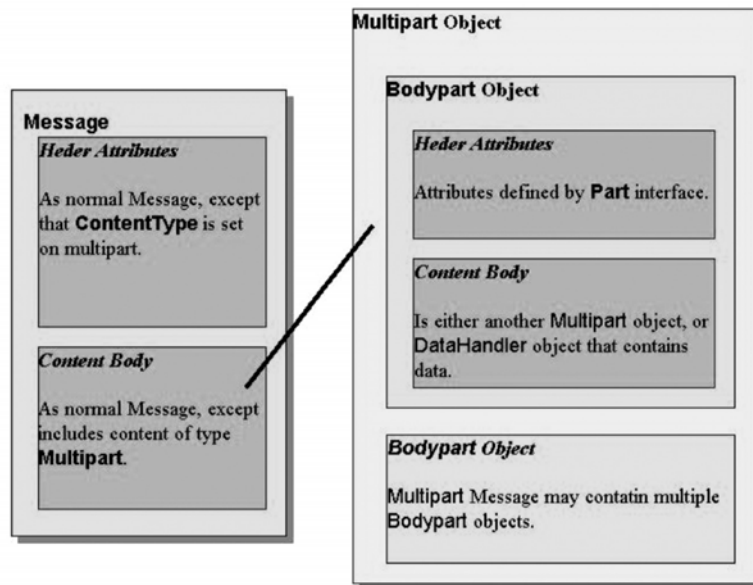 Message
Heder Attributes
As normal Message, except
that ContentType is set
on multipart.
Content Body
As normal Message, except
includes content of type
Multipart.
Multipart Object
Bodypart Object
Heder Attributes
Attributes defined by Part interface.
Content Body
Is either another Multipart object, or
DataHandler object that contains
data.
Bodypart Object
Multipart Message may contatin multiple
Bodypart objects.